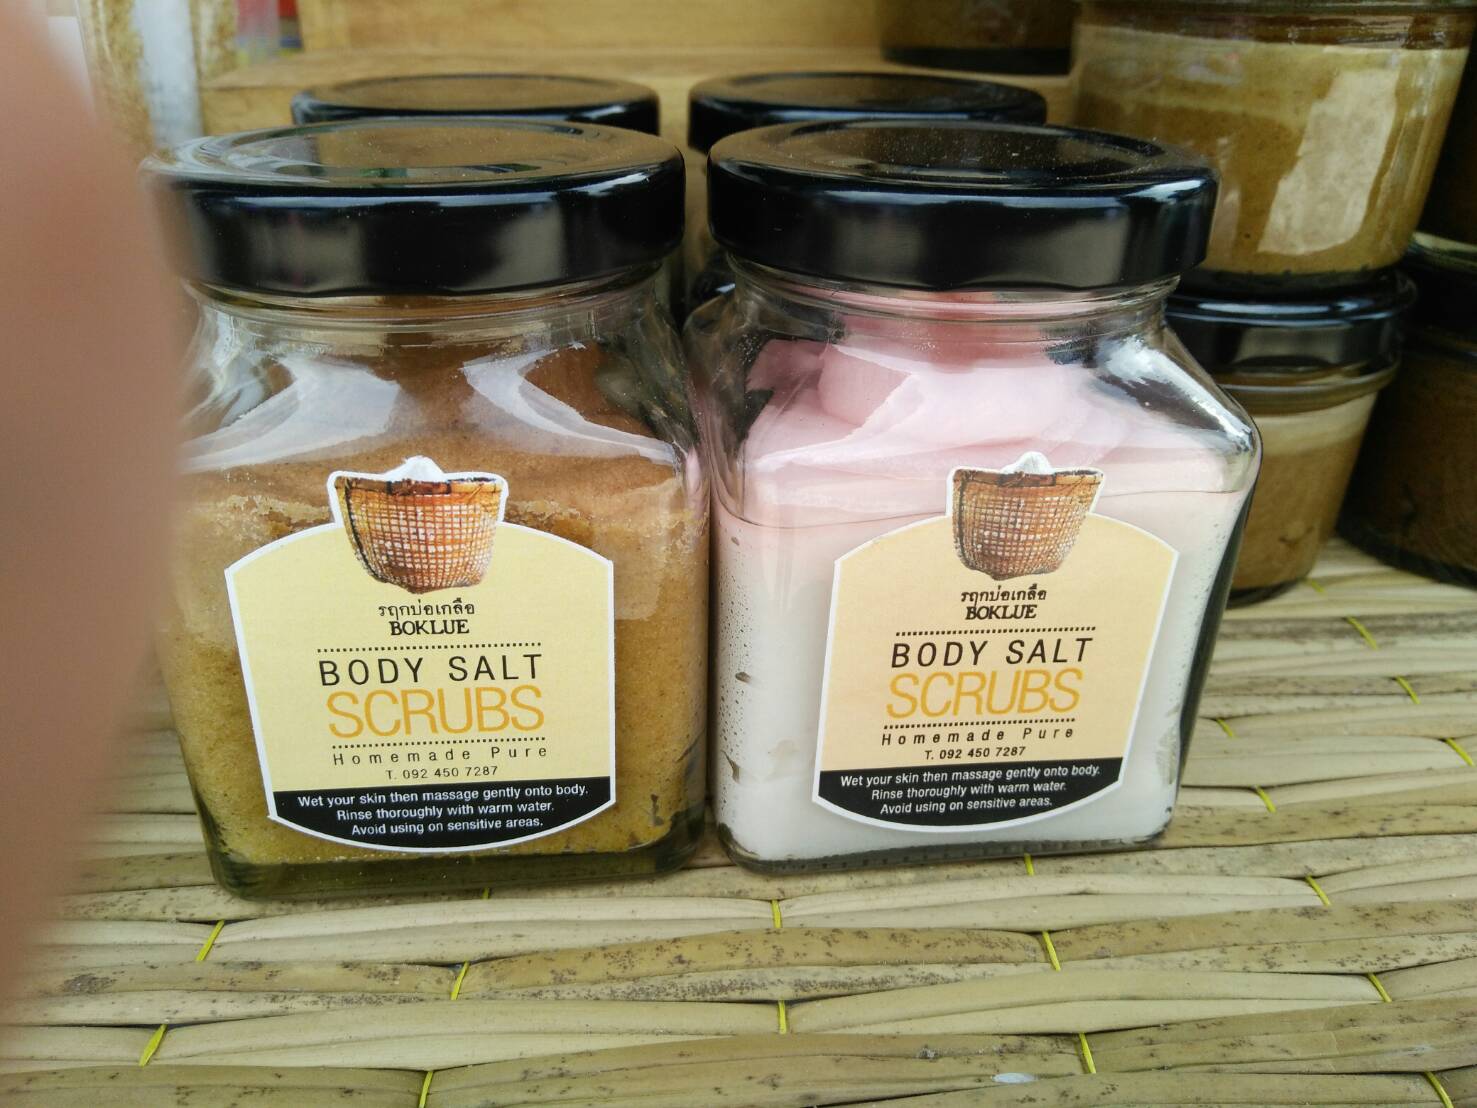 รฤกบ่อเกลือ
BOKLUE
BODY SALT
SCRUBS
Homemade Pure
T. 092 450 7287
Wet your skin then massage gently onto body.
Rinse thoroughly with warm water.
Avoid using on sensitive areas.
รฤกบ่อเกลือ
BOKLUE
BODY SALT
SCRUBS
Homemade Pure
T. 092 450 7287
Wet your skin then massage gently onto body.
Rinse thoroughly with warm water.
Avoid using on sensitive areas.